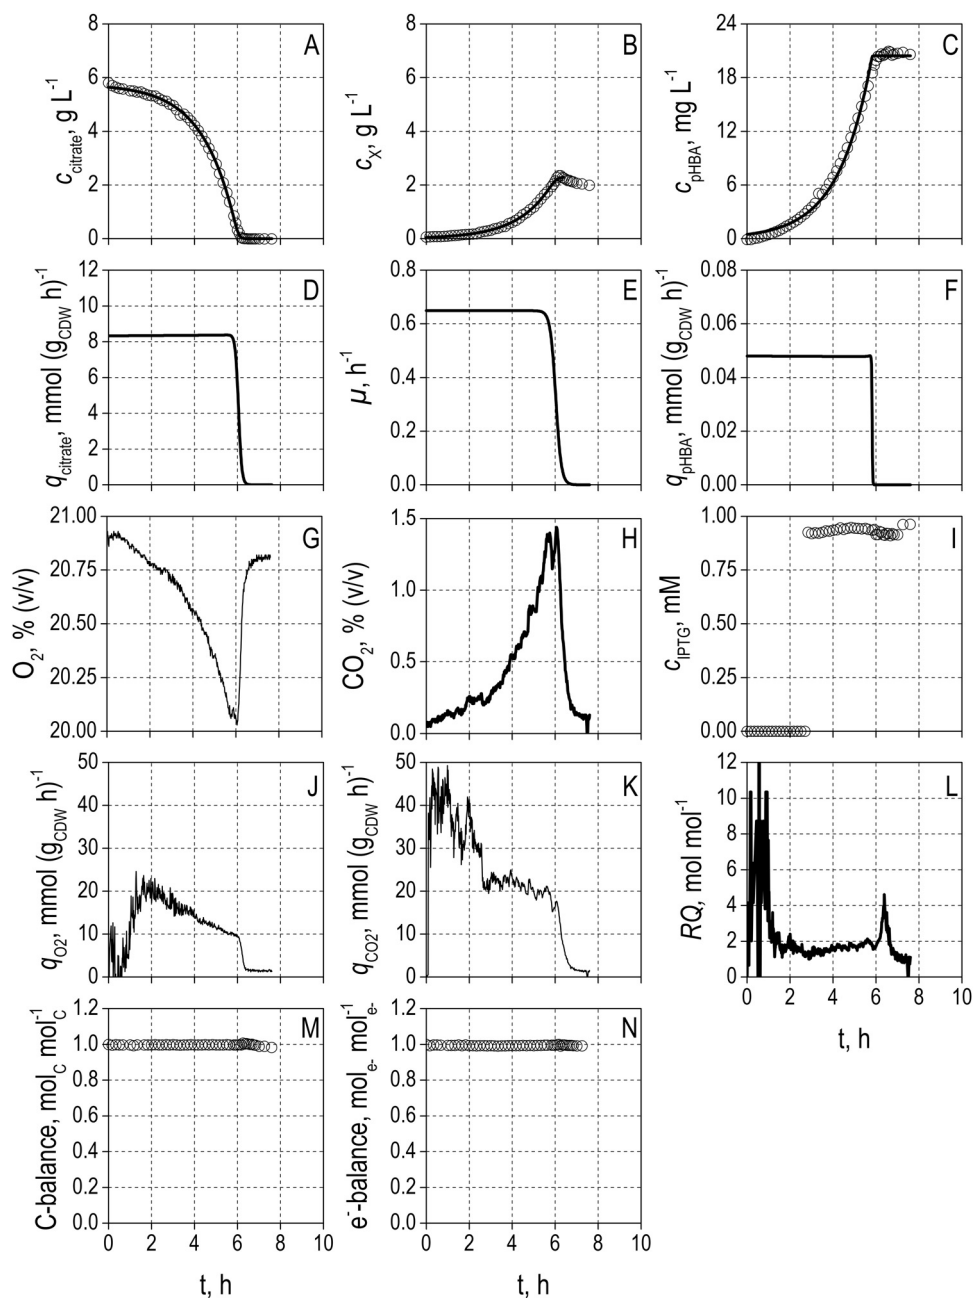 8
6
4
2
0
c_citrate, g L⁻¹
A
8
6
4
2
0
c_X, g L⁻¹
B
24
18
12
6
0
c_pHBA, mg L⁻¹
C
12
10
8
6
4
2
0
q_citrate, mmol (g_CDW h)⁻¹
D
0.8
0.6
0.4
0.2
0.0
μ, h⁻¹
E
0.08
0.06
0.04
0.02
0.00
q_pHBA, mmol (g_CDW h)⁻¹
F
21.00
20.75
20.50
20.25
20.00
O₂, % (v/v)
G
1.5
1.0
0.5
0.0
CO₂, % (v/v)
H
1.00
0.75
0.50
0.25
0.00
c_IPTG, mM
I
50
40
30
20
10
0
q_O2, mmol (g_CDW h)⁻¹
J
50
40
30
20
10
0
q_CO2, mmol (g_CDW h)⁻¹
K
12
10
8
6
4
2
0
RQ, mol mol⁻¹
L
0 2 4 6 8 10
t, h
1.2
1.0
0.8
0.6
0.4
0.2
0.0
C-balance, mol_C mol_C⁻¹
M
0 2 4 6 8 10
t, h
1.2
1.0
0.8
0.6
0.4
0.2
0.0
e⁻-balance, mol_e- mol_e-⁻¹
N
0 2 4 6 8 10
t, h